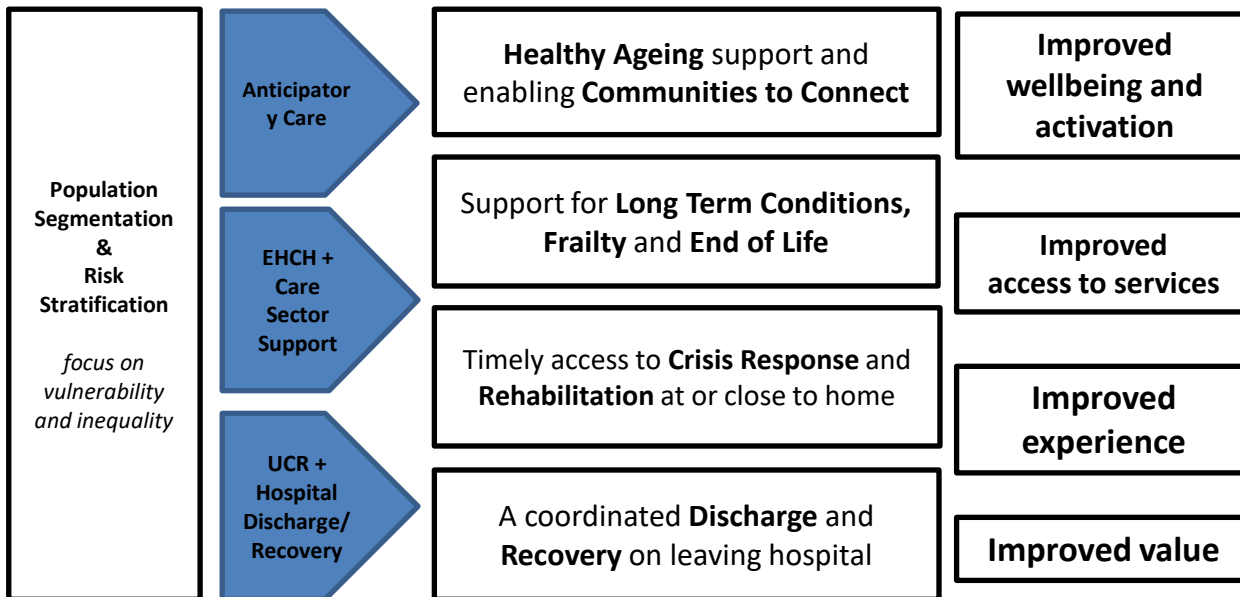 Population
Segmentation
&
Risk
Stratification
focus on
vulnerability
and inequality
Anticipator
y Care
EHCH +
Care
Sector
Support
UCR +
Hospital
Discharge/
Recovery
Healthy Ageing support and
enabling Communities to Connect
Support for Long Term Conditions,
Frailty and End of Life
Timely access to Crisis Response and
Rehabilitation at or close to home
A coordinated Discharge and
Recovery on leaving hospital
Improved
wellbeing and
activation
Improved
access to services
Improved
experience
Improved value